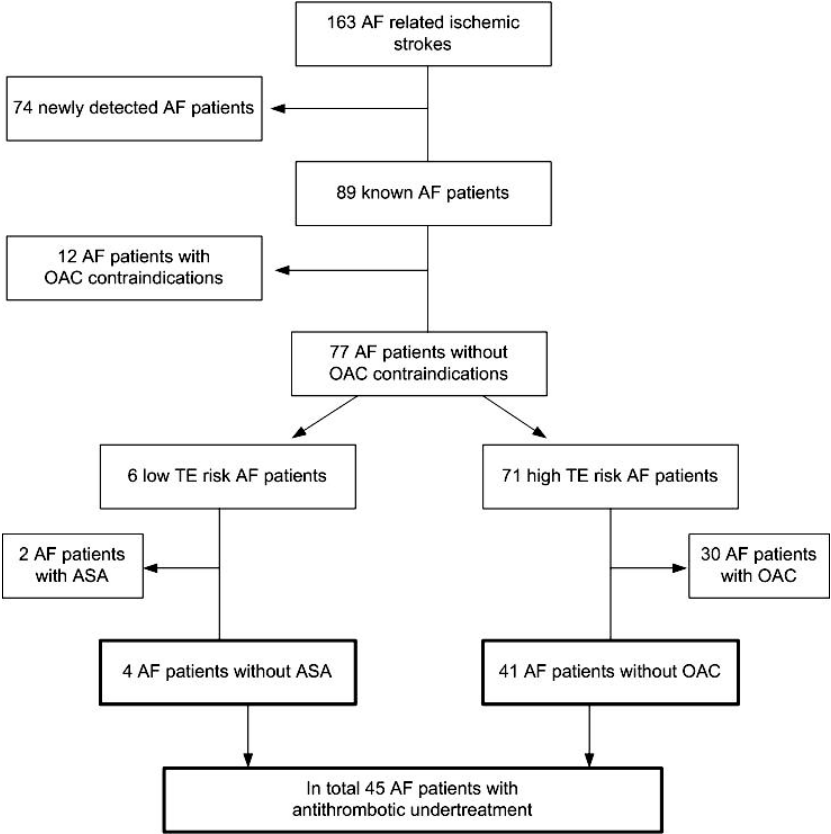 163 AF related ischemic
strokes
74 newly detected AF patients
89 known AF patients
12 AF patients with
OAC contraindications
77 AF patients without
OAC contraindications
6 low TE risk AF patients
71 high TE risk AF patients
2 AF patients
with ASA
30 AF patients
with OAC
4 AF patients without ASA
41 AF patients without OAC
In total 45 AF patients with
antithrombotic undertreatment